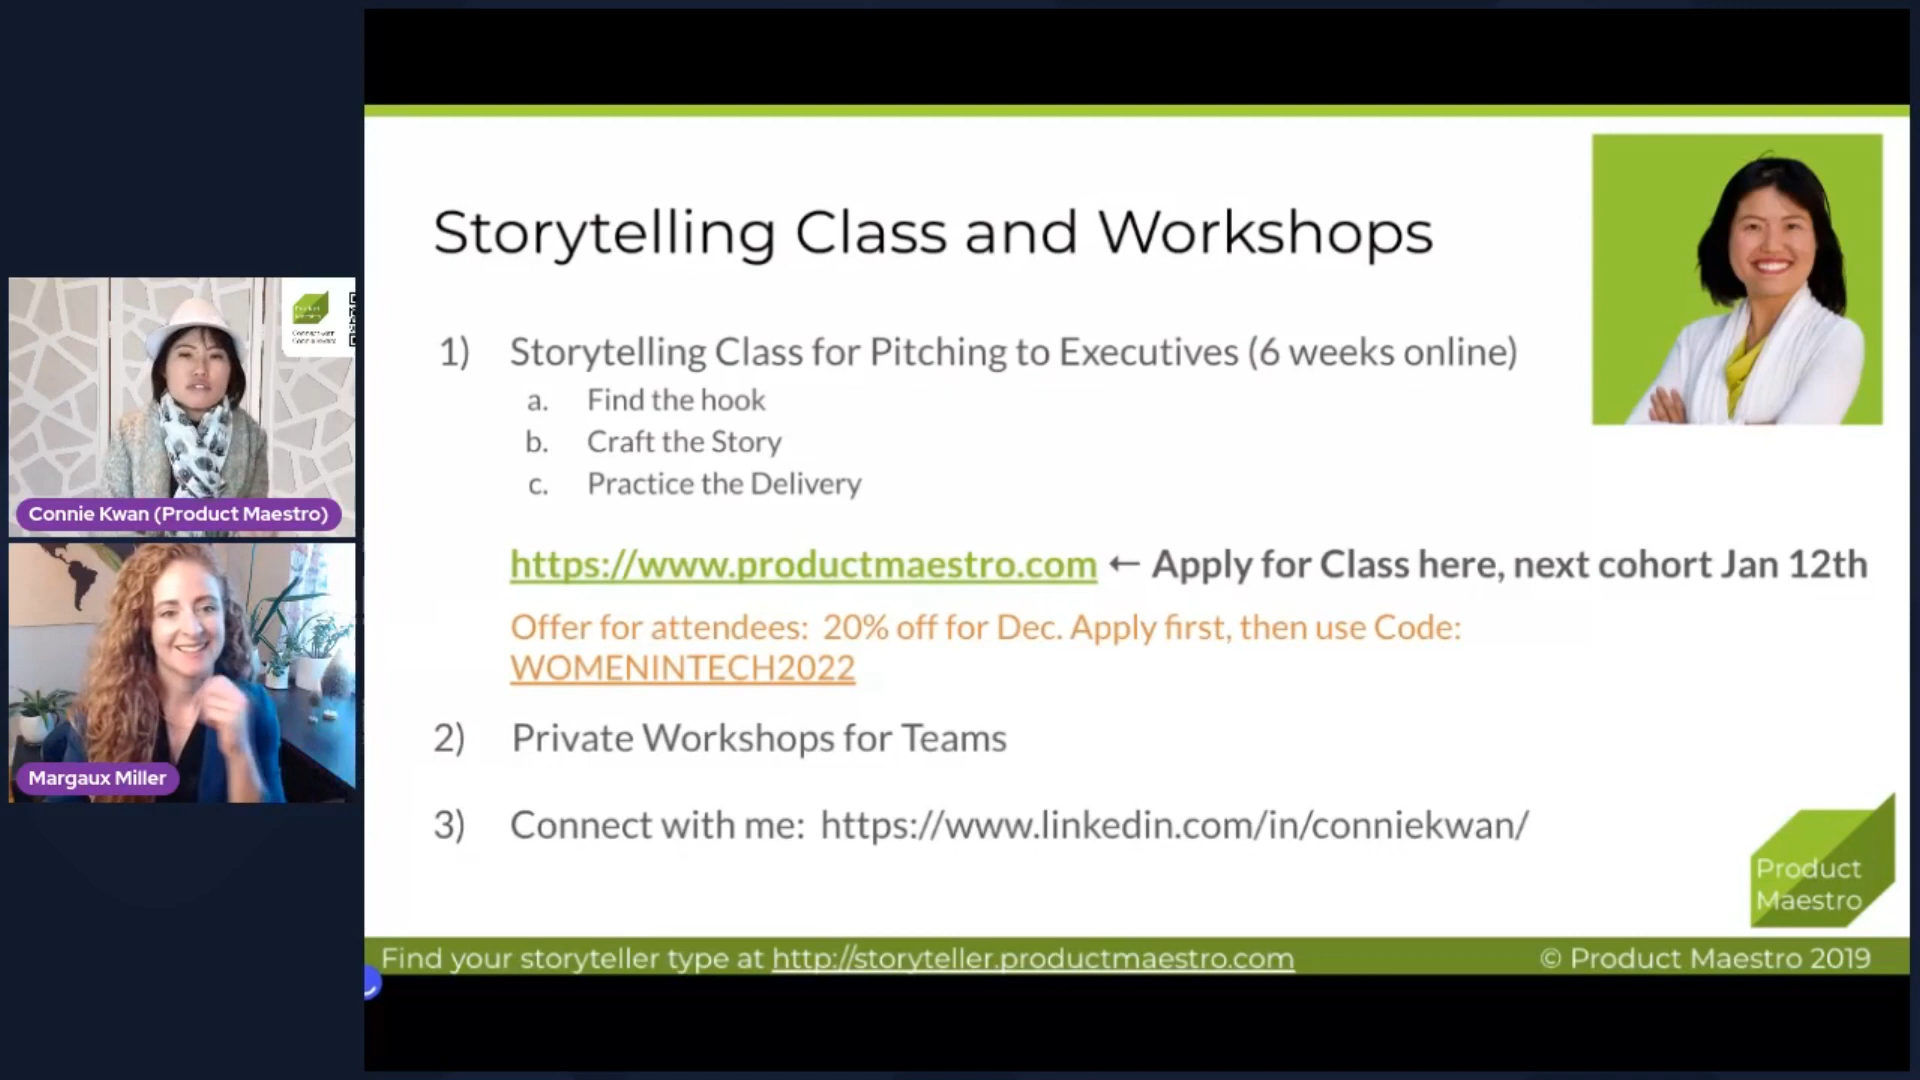 Storytelling Class and Workshops
1) Storytelling Class for Pitching to Executives (6 weeks online)
a. Find the hook
b. Craft the Story
c. Practice the Delivery
https://www.productmaestro.com ← Apply for Class here, next cohort Jan 12th
Offer for attendees: 20% off for Dec. Apply first, then use Code:
WOMENINTECH2022
2) Private Workshops for Teams
3) Connect with me: https://www.linkedin.com/in/conniekwan/
Product
Maestro
Find your storyteller type at http://storyteller.productmaestro.com
© Product Maestro 2019
Connie Kwan (Product Maestro)
Margaux Miller